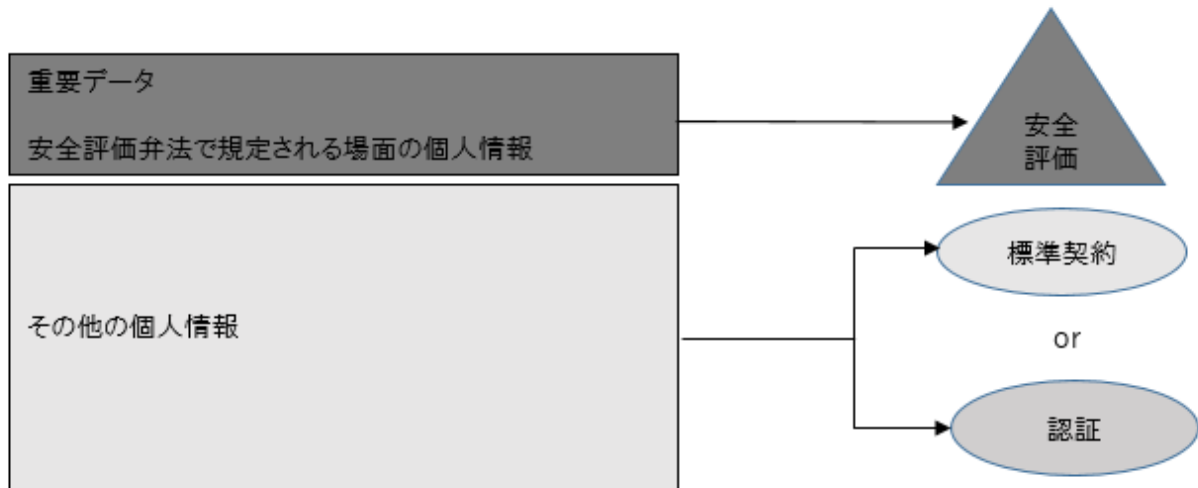 重要データ
安全評価弁法で規定される場面の個人情報
安全
評価
標準契約
その他の個人情報
or
認証